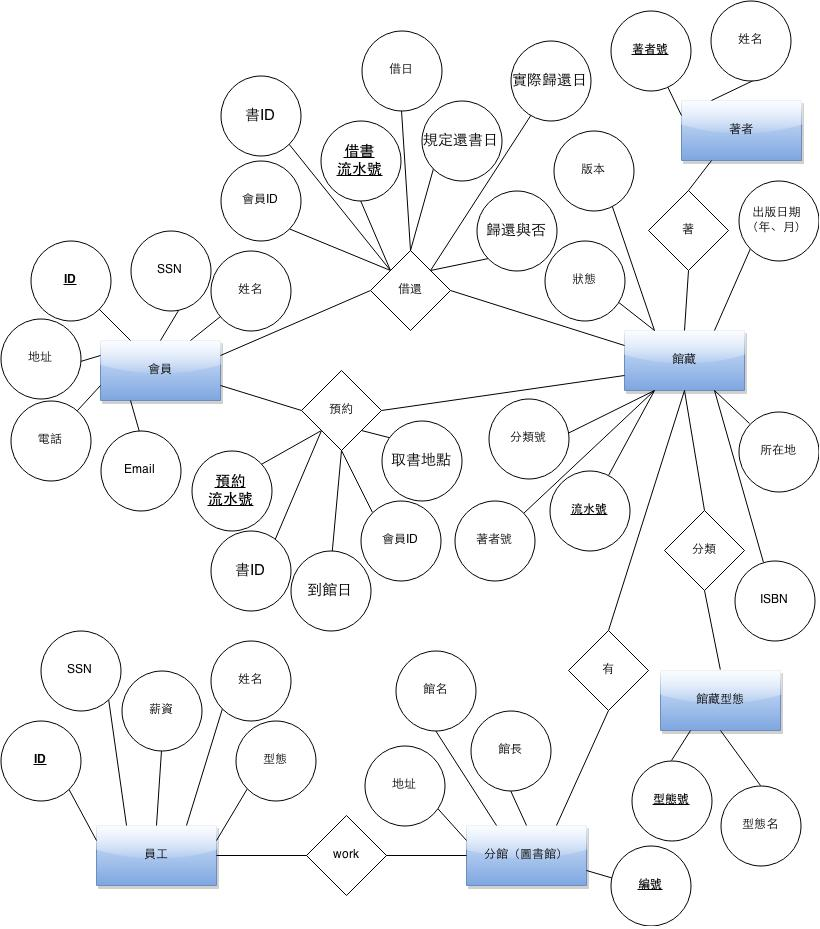 著者號
姓名
借日
實際歸還日
書ID
借書
流水號
規定還書日
著者
版本
會員ID
出版日期
（年、月）
著
歸還與否
SSN
ID
姓名
狀態
借還
地址
會員
館藏
預約
電話
Email
分類號
取書地點
所在地
預約
流水號
流水號
著者號
會員ID
分類
書ID
到館日
ISBN
SSN
姓名
有
館名
館藏型態
薪資
館長
ID
型態
地址
型態號
型態名
員工
work
分館（圖書館）
編號